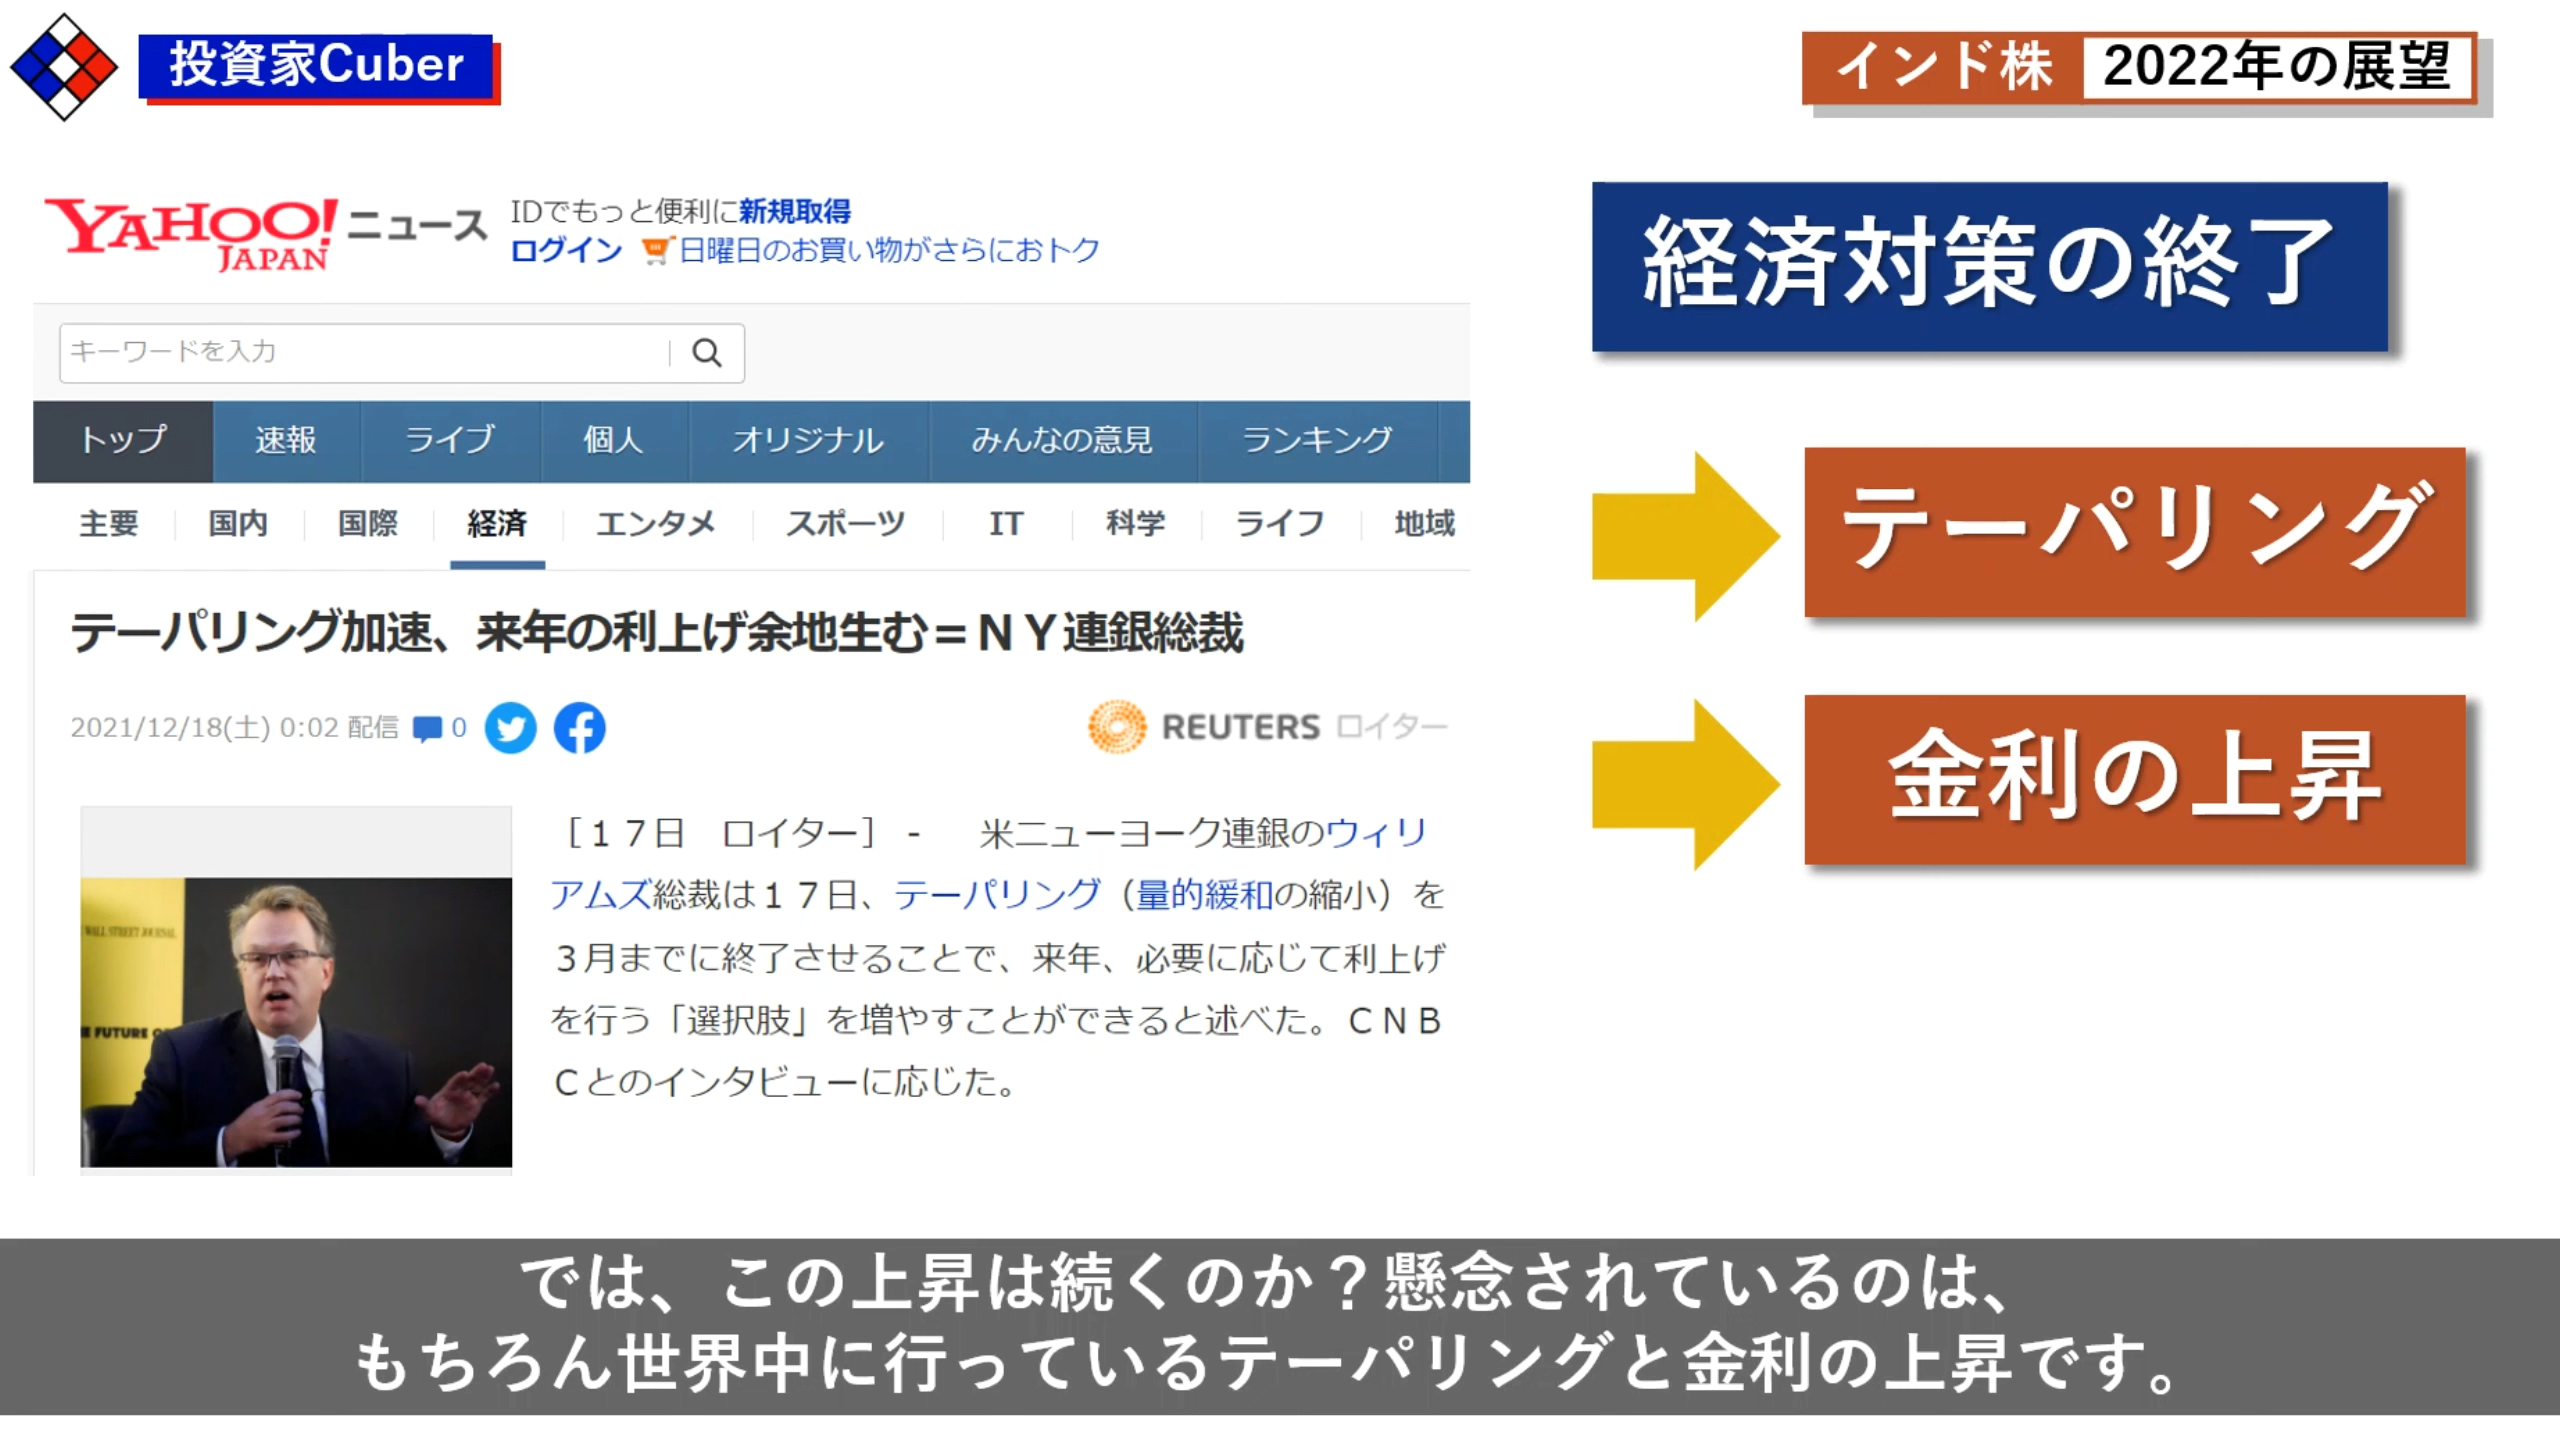 投資家Cuber
インド株 2022年の展望
YAHOO! JAPAN ニュース
IDでもっと便利に新規取得
ログイン 日曜日のお買い物がさらにおトク
キーワードを入力
トップ 速報 ライブ 個人 オリジナル みんなの意見 ランキング
主要 国内 国際 経済 エンタメ スポーツ IT 科学 ライフ 地域
テーパリング加速、来年の利上げ余地生む=ＮＹ連銀総裁
2021/12/18(土) 0:02 配信 0
REUTERS ロイター
［１７日　ロイター］ -　米ニューヨーク連銀のウィリ
アムズ総裁は１７日、テーパリング（量的緩和の縮小）を
３月までに終了させることで、来年、必要に応じて利上げ
を行う「選択肢」を増やすことができると述べた。ＣＮＢ
Ｃとのインタビューに応じた。
WALL STREET JOURNAL
E FUTURE O
経済対策の終了
テーパリング
金利の上昇
では、この上昇は続くのか？懸念されているのは、
もちろん世界中に行っているテーパリングと金利の上昇です。